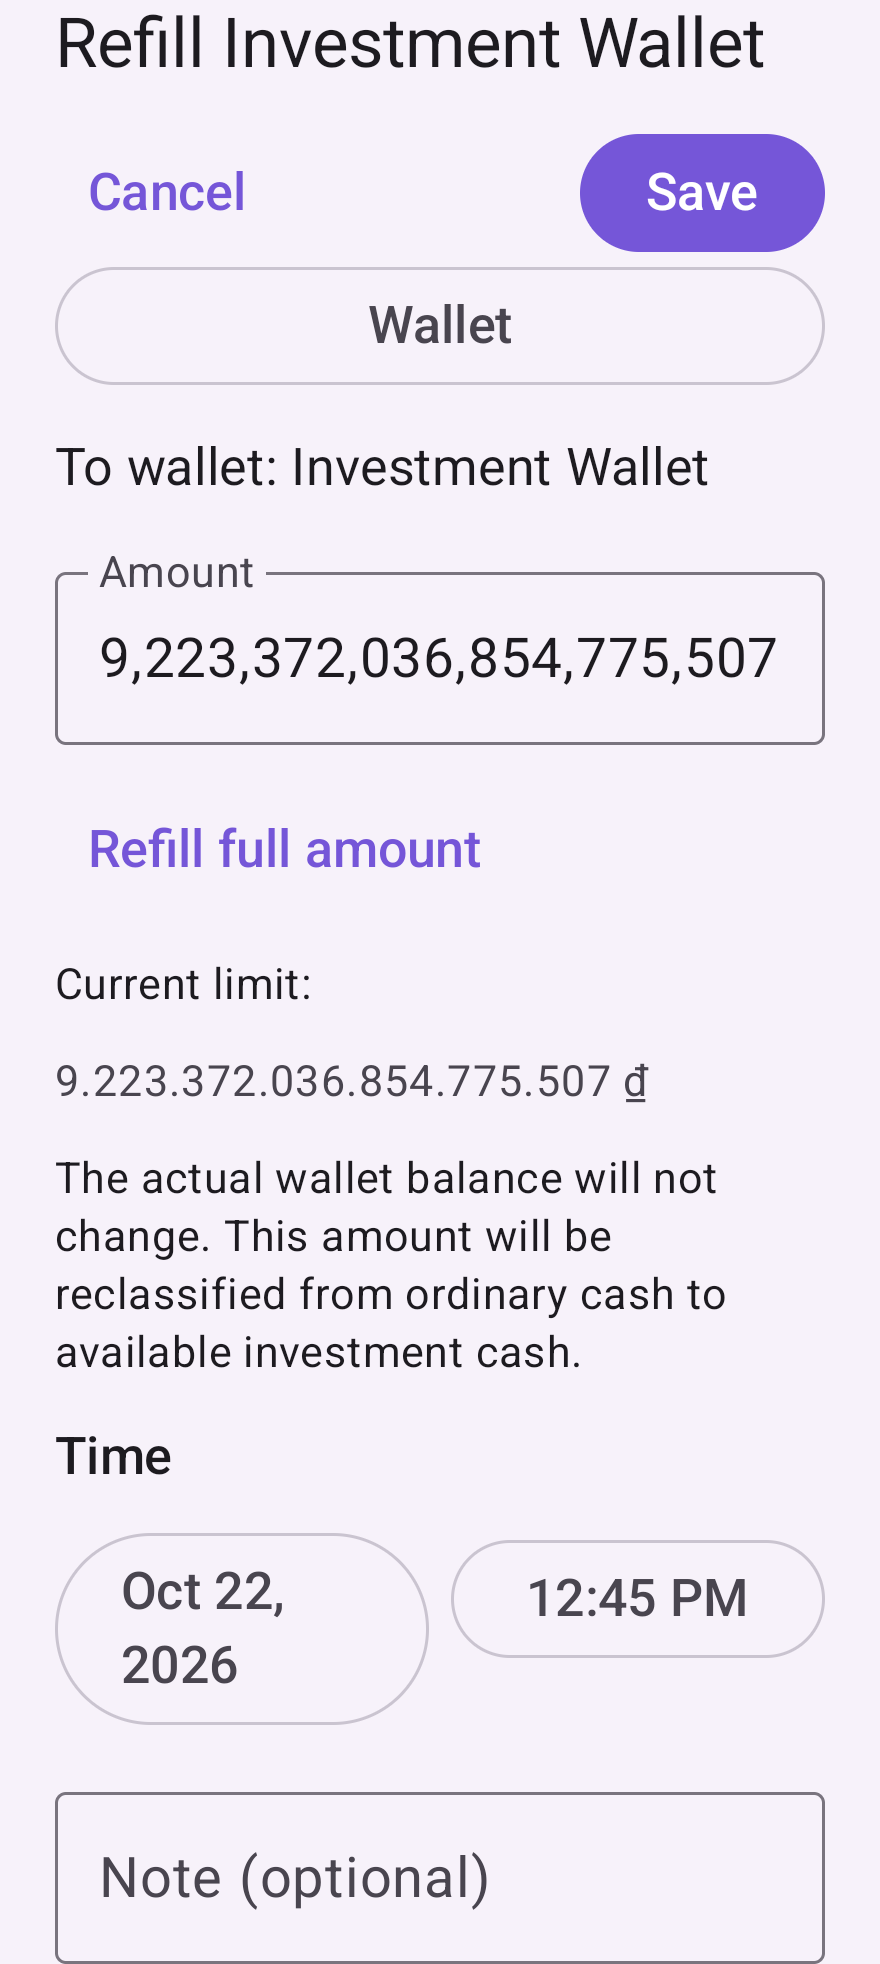 Refill Investment Wallet
Cancel
Save
Wallet
To wallet: Investment Wallet
Amount
9,223,372,036,854,775,507
Refill full amount
Current limit:
9.223.372.036.854.775.507 ₫
The actual wallet balance will not
change. This amount will be
reclassified from ordinary cash to
available investment cash.
Time
Oct 22,
2026
12:45 PM
Note (optional)